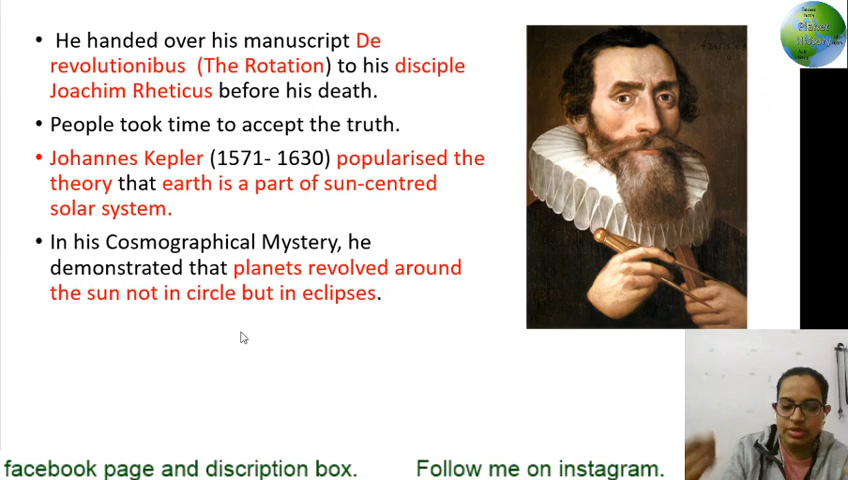 • He handed over his manuscript De
revolutionibus (The Rotation) to his disciple
Joachim Rheticus before his death.
• People took time to accept the truth.
• Johannes Kepler (1571- 1630) popularised the
theory that earth is a part of sun-centred
solar system.
• In his Cosmographical Mystery, he
demonstrated that planets revolved around
the sun not in circle but in eclipses.
Planet
History
facebook page and discription box.
Follow me on instagram.